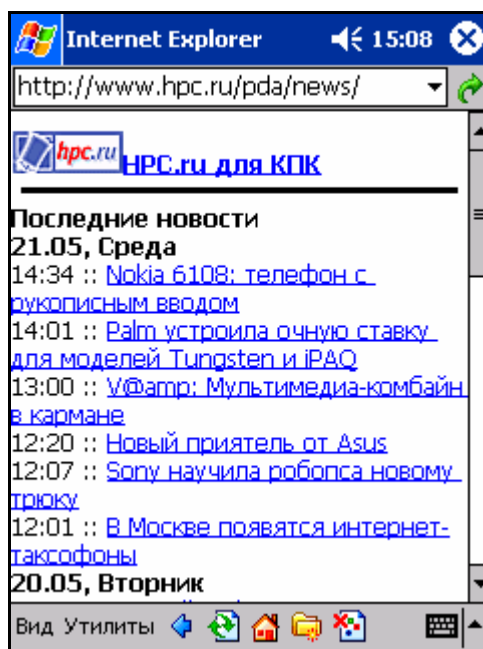 Internet Explorer 15:08
http://www.hpc.ru/pda/news/
hpc.ru HPC.ru для КПК
Последние новости
21.05, Среда
14:34 :: Nokia 6108: телефон с
рукописным вводом
14:01 :: Palm устроила очную ставку
для моделей Tungsten и iPAQ
13:00 :: V@amp: Мультимедиа-комбайн
в кармане
12:20 :: Новый приятель от Asus
12:07 :: Sony научила робопса новому
трюку
12:01 :: В Москве появятся интернет-
таксофоны
20.05, Вторник
Вид Утилиты